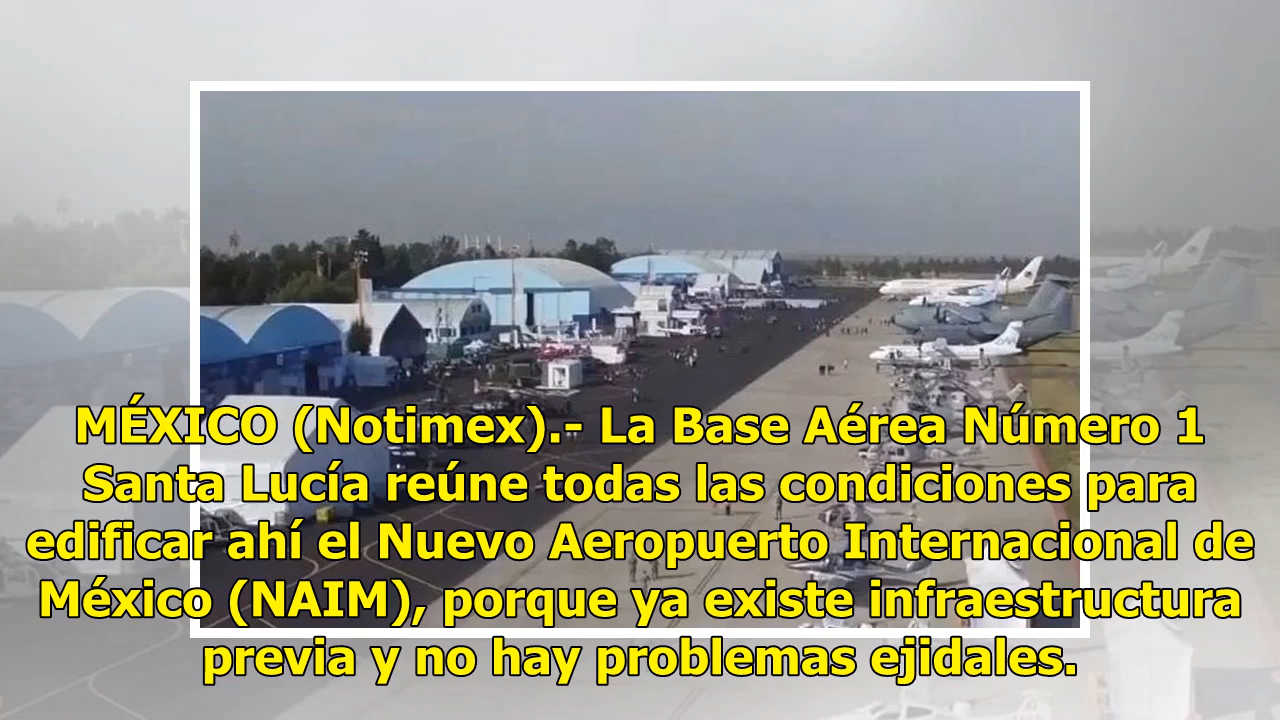 MÉXICO (Notimex).- La Base Aérea Número 1
Santa Lucía reúne todas las condiciones para
edificar ahí el Nuevo Aeropuerto Internacional de
México (NAIM), porque ya existe infraestructura
previa y no hay problemas ejidales.